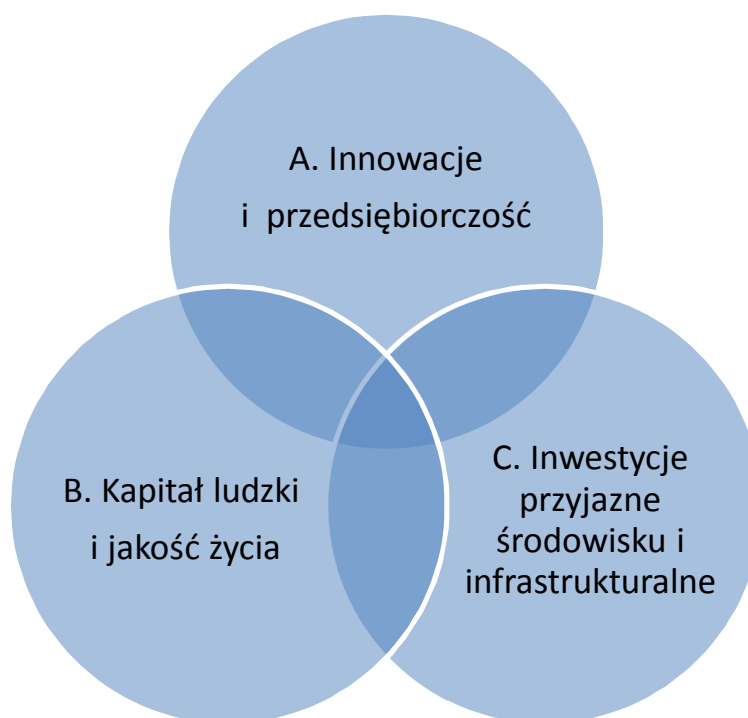 A. Innowacje
i przedsiębiorczość
B. Kapitał ludzki
i jakość życia
C. Inwestycje
przyjazne
środowisku i
infrastrukturalne